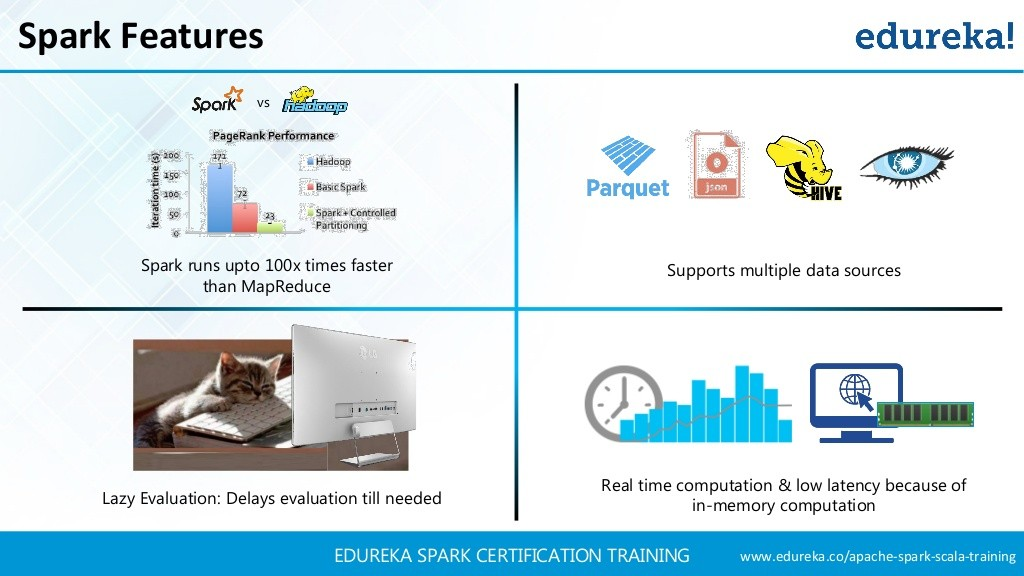 Spark Features
edureka!
Spark vs hadoop
PageRank Performance
Iteration time (s)
200
150
100
50
0
171
72
23
Hadoop
Basic Spark
Spark + Controlled
Partitioning
Spark runs upto 100x times faster
than MapReduce
Parquet
json
HIVE
Supports multiple data sources
LG
Lazy Evaluation: Delays evaluation till needed
Real time computation & low latency because of
in-memory computation
EDUREKA SPARK CERTIFICATION TRAINING
www.edureka.co/apache-spark-scala-training